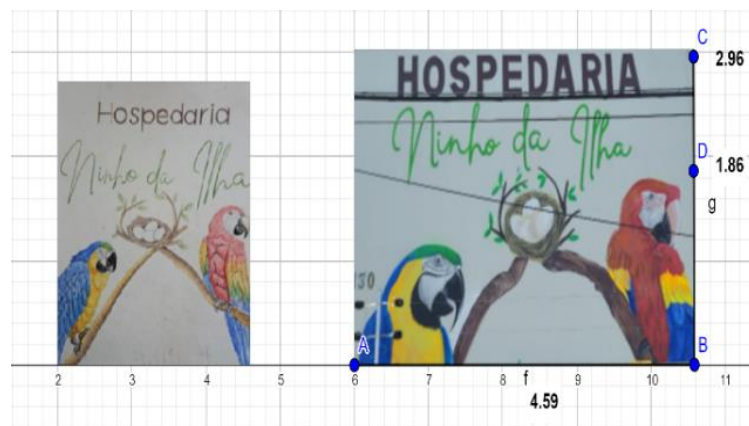 Hospedaria
Ninho da Ilha
HOSPEDARIA
Ninho da Ilha
C
2.96
D
1.86
g
A
B
2 3 4 5 6 7 8 f 9 10 11
4.59